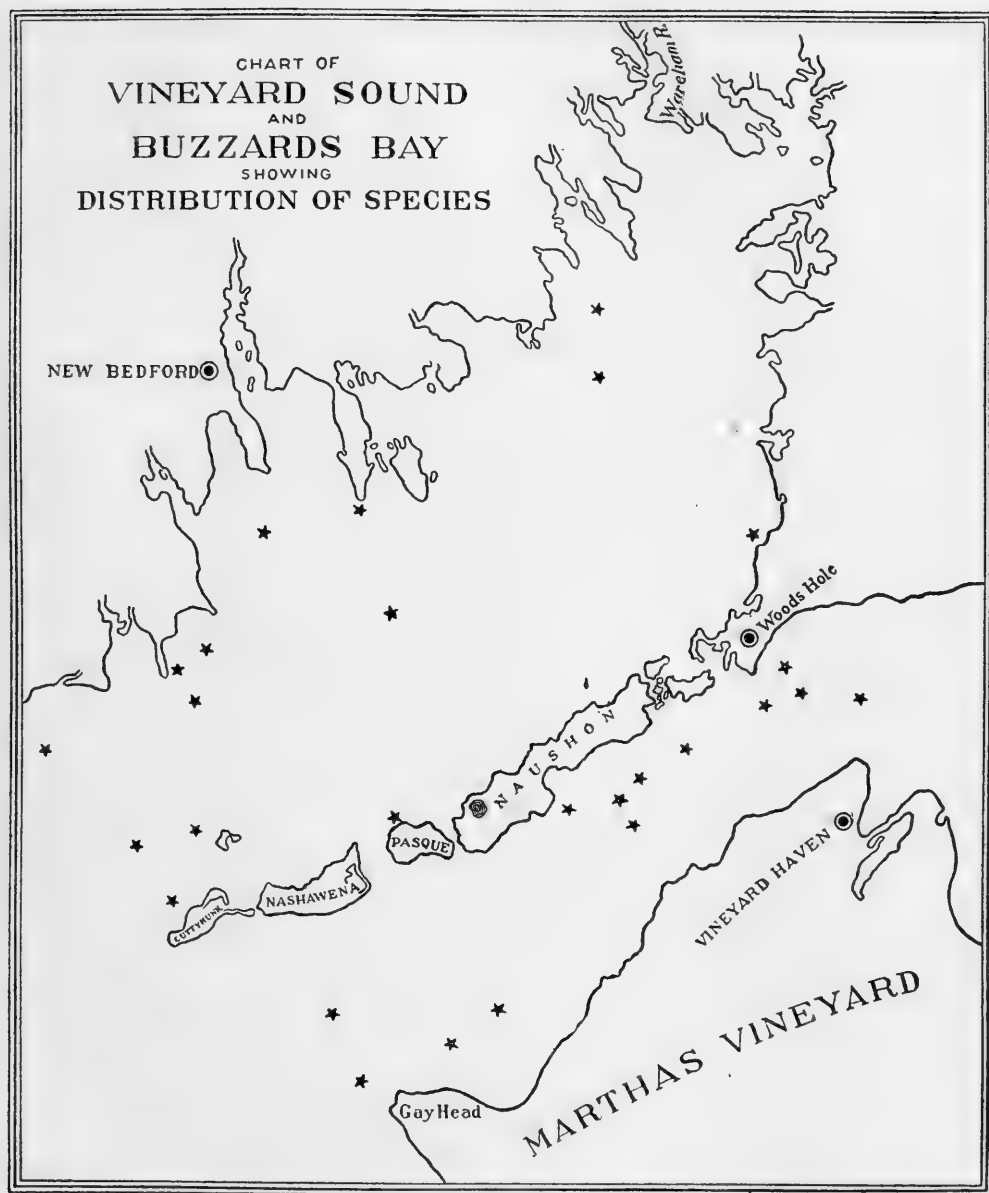 CHART OF
VINEYARD SOUND
AND
BUZZARDS BAY
SHOWING
DISTRIBUTION OF SPECIES
Wareham R.
NEW BEDFORD
Woods Hole
NAUSHON
PASQUE
NASHAWENA
CUTTYHUNK
VINEYARD HAVEN
MARTHAS VINEYARD
Gay Head